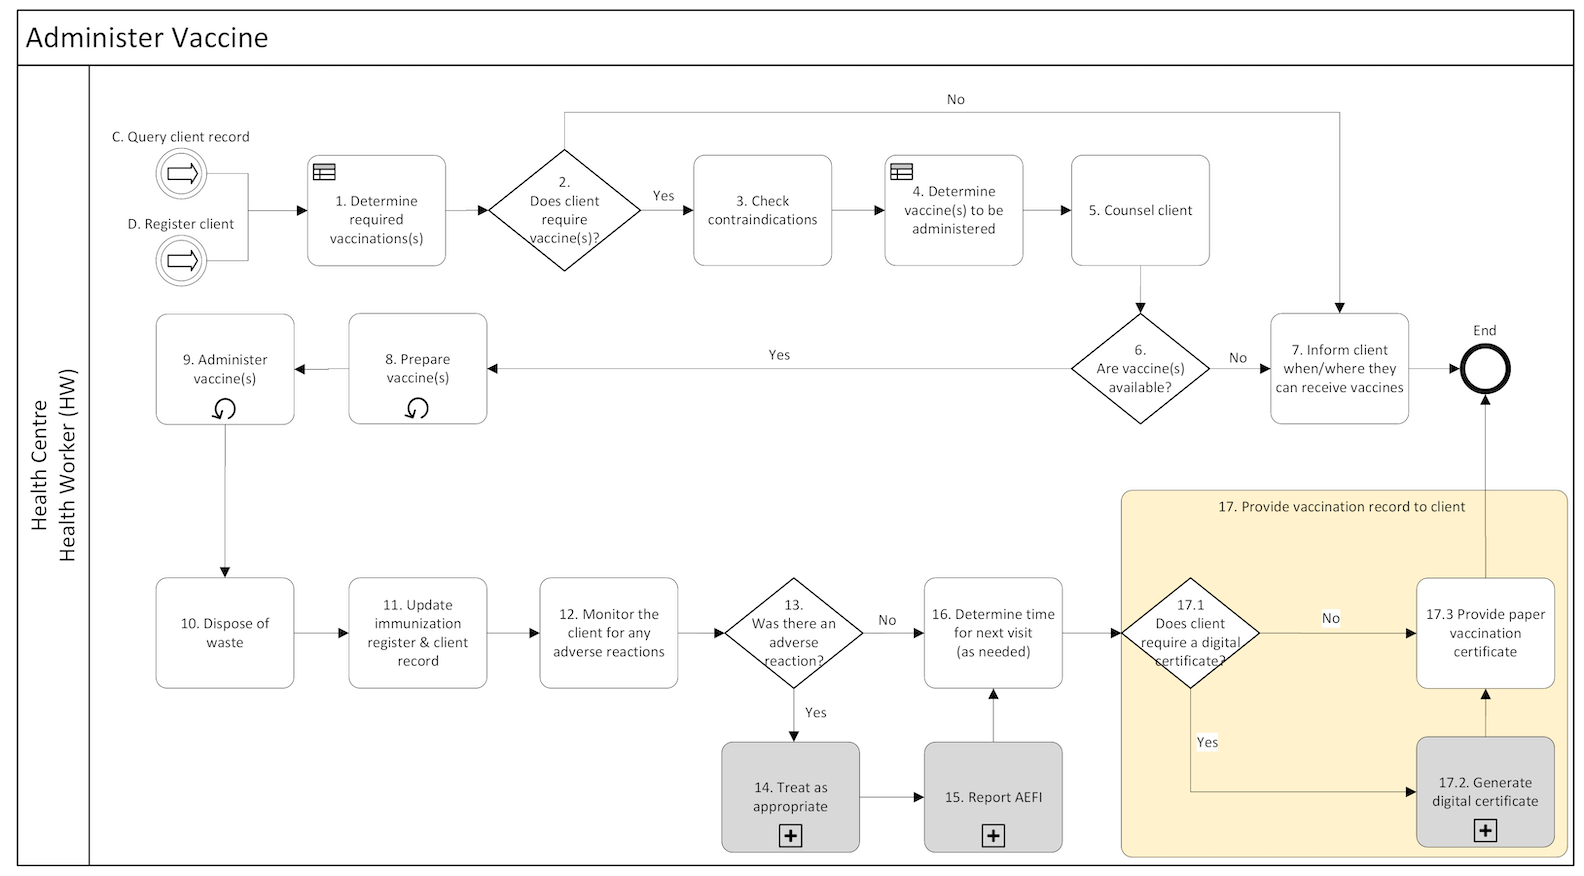 Administer Vaccine
Health Centre
Health Worker (HW)
C. Query client record
D. Register client
1. Determine
required
vaccinations(s)
2.
Does client
require
vaccine(s)?
No
Yes
3. Check
contraindications
4. Determine
vaccine(s) to be
administered
5. Counsel client
6.
Are vaccine(s)
available?
No
7. Inform client
when/where they
can receive vaccines
End
Yes
8. Prepare
vaccine(s)
9. Administer
vaccine(s)
10. Dispose of
waste
11. Update
immunization
register & client
record
12. Monitor the
client for any
adverse reactions
13.
Was there an
adverse
reaction?
No
Yes
14. Treat as
appropriate
15. Report AEFI
16. Determine time
for next visit
(as needed)
17. Provide vaccination record to client
17.1
Does client
require a digital
certificate?
No
Yes
17.2. Generate
digital certificate
17.3 Provide paper
vaccination
certificate